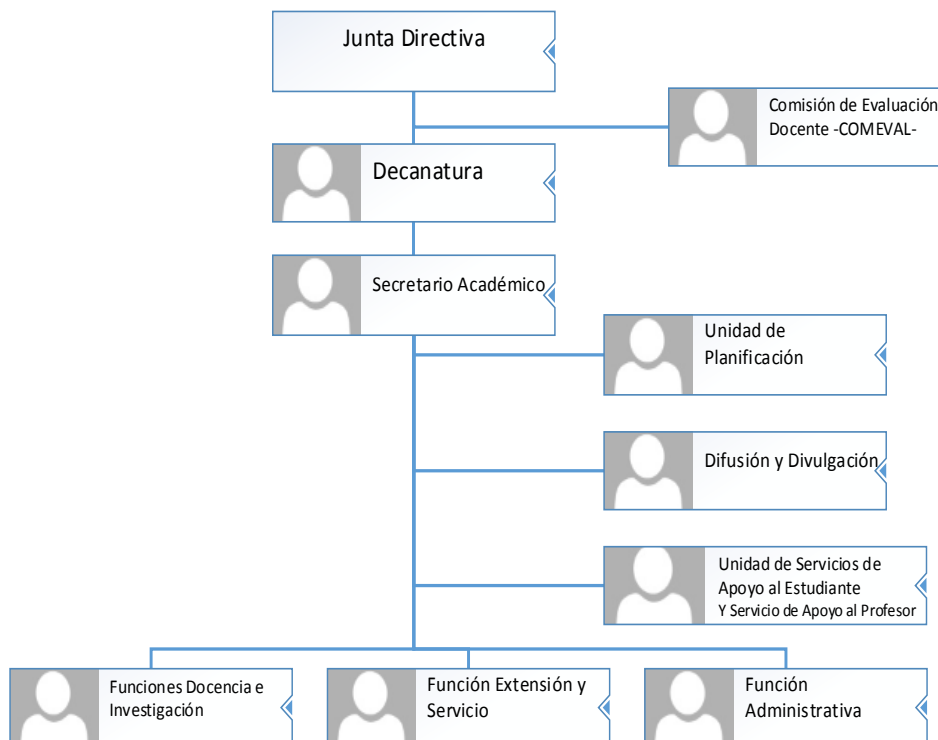 Junta Directiva
Comisión de Evaluación
Docente -COMEVAL-
Decanatura
Secretario Académico
Unidad de
Planificación
Difusión y Divulgación
Unidad de Servicios de
Apoyo al Estudiante
Y Servicio de Apoyo al Profesor
Funciones Docencia e
Investigación
Función Extensión y
Servicio
Función
Administrativa